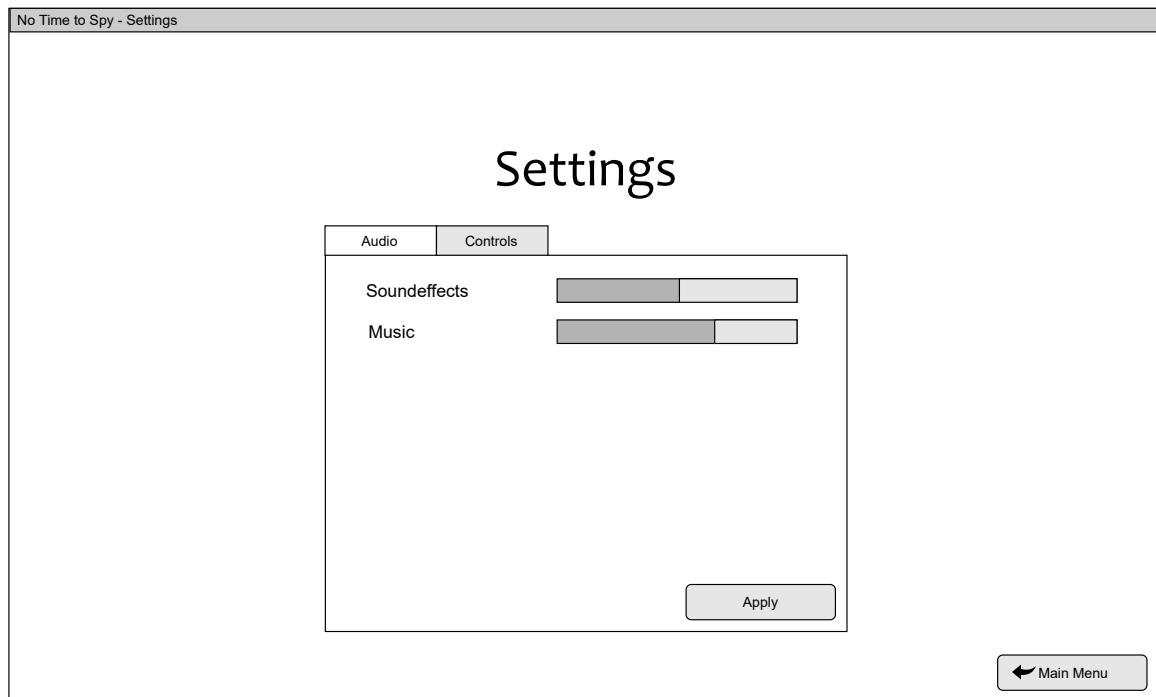 No Time to Spy - Settings
Settings
Audio
Controls
Soundeffects
Music
Apply
Main Menu